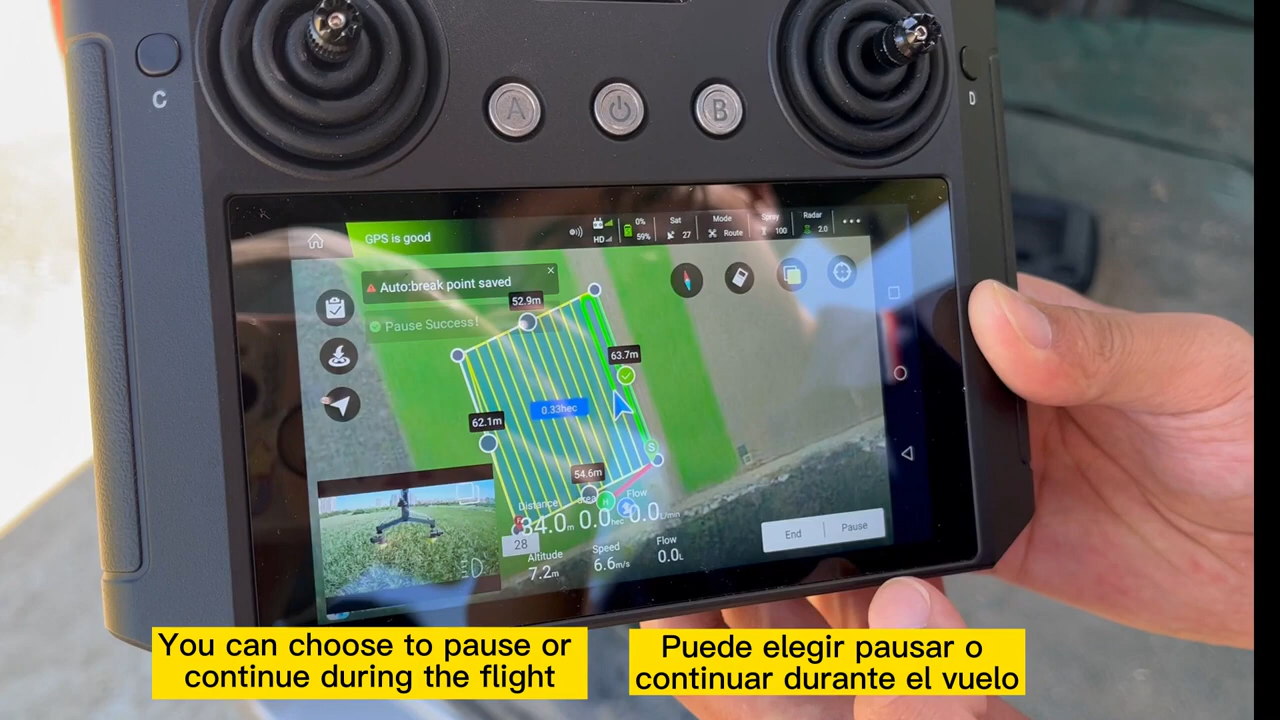 C
A
B
D
GPS is good
HD
0%
59%
Sat
27
Mode
Route
Spray
100
Radar
2.0
Auto:break point saved
Pause Success!
52.9m
63.7m
0.33hec
62.1m
S
54.6m
H
Distance
area
Flow
34.0m
0.0hec
0.0L/min
28
Altitude
7.2m
Speed
6.6m/s
Flow
0.0L
End
Pause
You can choose to pause or
continue during the flight
Puede elegir pausar o
continuar durante el vuelo